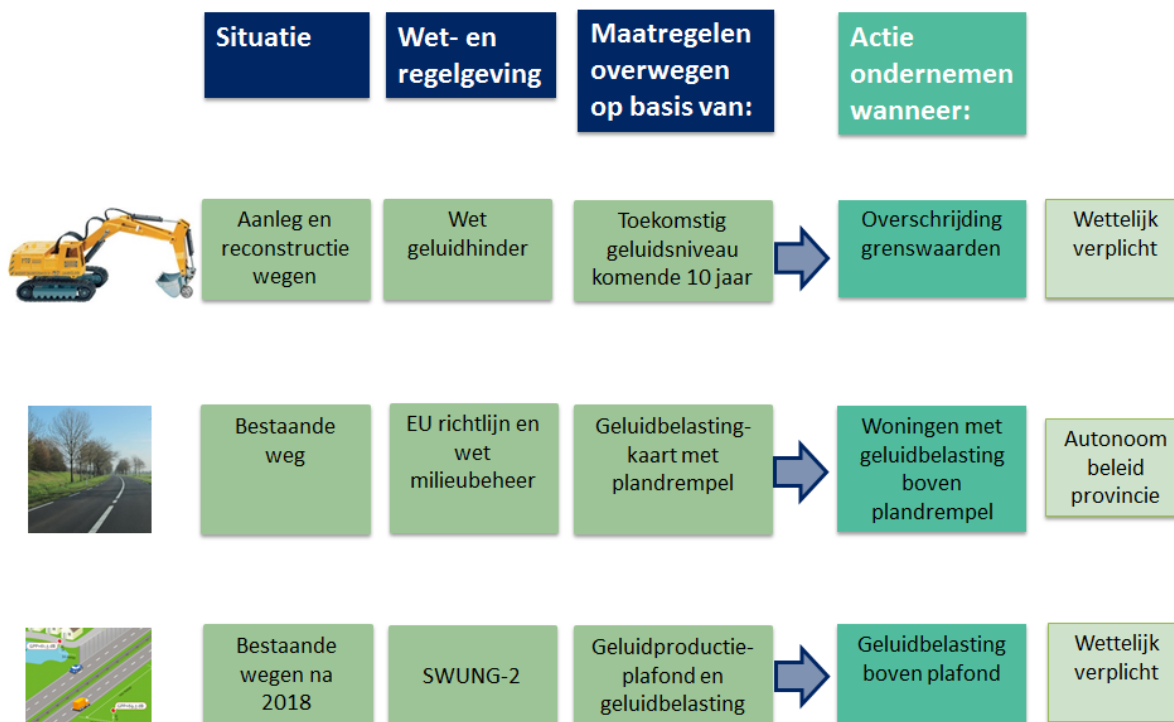 Situatie
Wet- en
regelgeving
Maatregelen
overwegen
op basis van:
Actie
ondernemen
wanneer:
Aanleg en
reconstructie
wegen
Wet
geluidhinder
Toekomstig
geluidsniveau
komende 10 jaar
Overschrijding
grenswaarden
Wettelijk
verplicht
Bestaande
weg
EU richtlijn en
wet
milieubeheer
Geluidbelasting-
kaart met
plandrempel
Woningen met
geluidbelasting
boven
plandrempel
Autonoom
beleid
provincie
Bestaande
wegen na
2018
SWUNG-2
Geluidproductie-
plafond en
geluidbelasting
Geluidbelasting
boven plafond
Wettelijk
verplicht